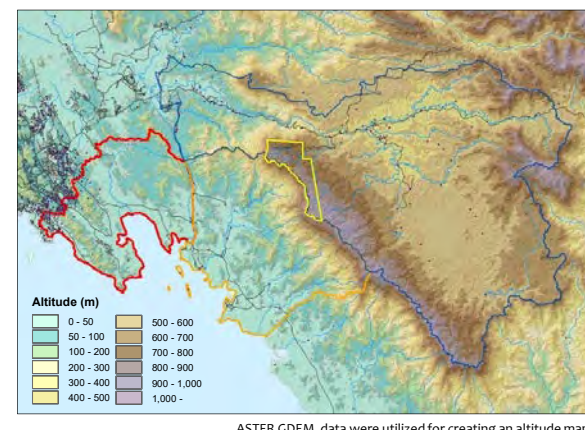 Altitude (m)
0 - 50
50 - 100
100 - 200
200 - 300
300 - 400
400 - 500
500 - 600
600 - 700
700 - 800
800 - 900
900 - 1,000
1,000 -
ASTER GDEM data were utilized for creating an altitude map